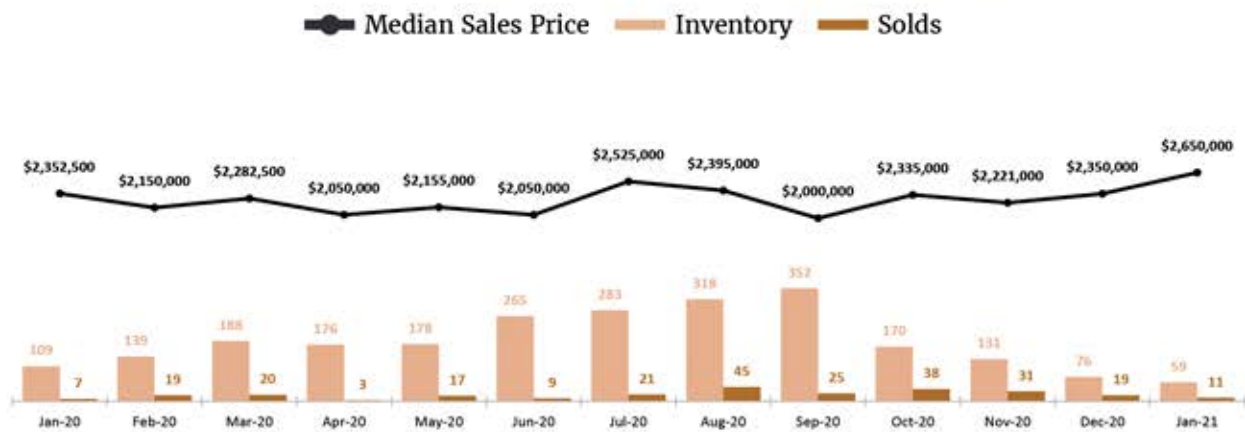 Median Sales Price Inventory Solds
$2,352,500 $2,150,000 $2,282,500 $2,050,000 $2,155,000 $2,050,000 $2,525,000 $2,395,000 $2,000,000 $2,335,000 $2,221,000 $2,350,000 $2,650,000
109 139 188 176 178 265 283 318 352 170 131 76 59
7 19 20 3 17 9 21 45 25 38 31 19 11
Jan-20 Feb-20 Mar-20 Apr-20 May-20 Jun-20 Jul-20 Aug-20 Sep-20 Oct-20 Nov-20 Dec-20 Jan-21